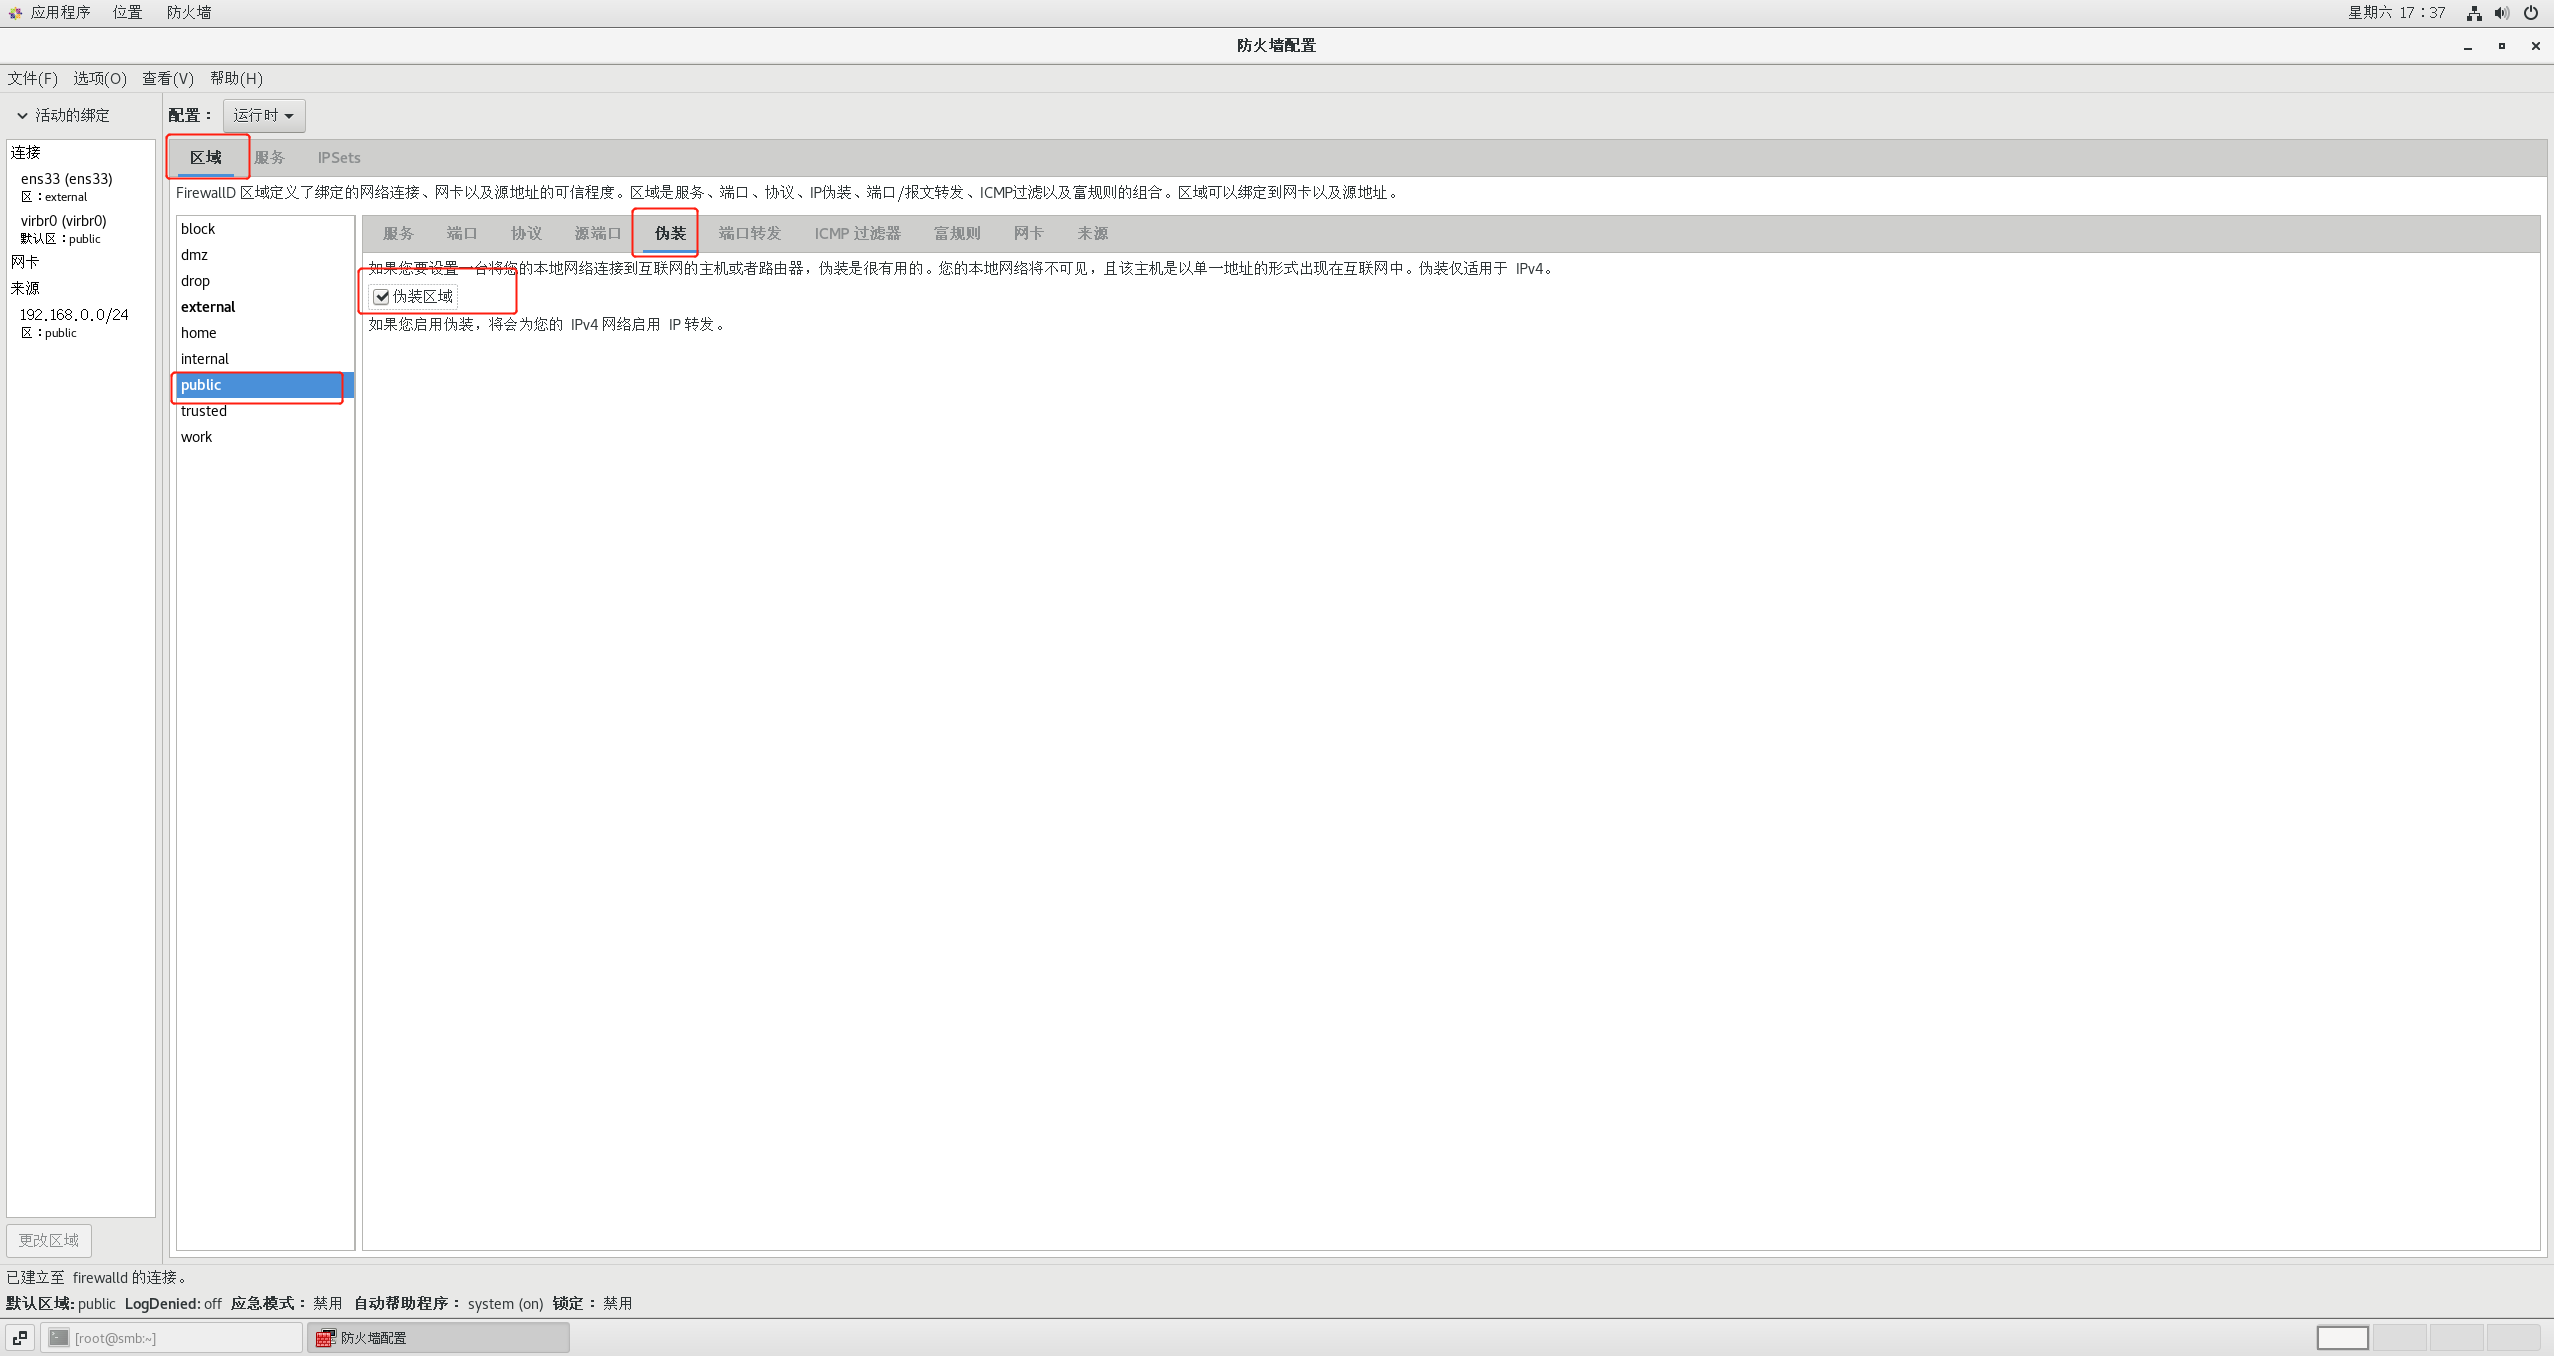 应用程序 位置 防火墙 星期六 17：37
防火墙配置
文件(F) 选项(O) 查看(V) 帮助(H)
活动的绑定
配置： 运行时
连接
ens33 (ens33)
区：external
virbr0 (virbr0)
默认区：public
网卡
来源
192.168.0.0/24
区：public
更改区域
区域 服务 IPSets
FirewallD 区域定义了绑定的网络连接、网卡以及源地址的可信程度。区域是服务、端口、协议、IP伪装、端口/报文转发、ICMP过滤以及富规则的组合。区域可以绑定到网卡以及源地址。
block
dmz
drop
external
home
internal
public
trusted
work
服务 端口 协议 源端口 伪装 端口转发 ICMP 过滤器 富规则 网卡 来源
如果您要设置一台将您的本地网络连接到互联网的主机或者路由器，伪装是很有用的。您的本地网络将不可见，且该主机是以单一地址的形式出现在互联网中。伪装仅适用于 IPv4。
伪装区域
如果您启用伪装，将会为您的 IPv4 网络启用 IP 转发。
已建立至 firewalld 的连接。
默认区域: public LogDenied: off 应急模式： 禁用 自动帮助程序： system (on) 锁定： 禁用
[root@smb:~] 防火墙配置